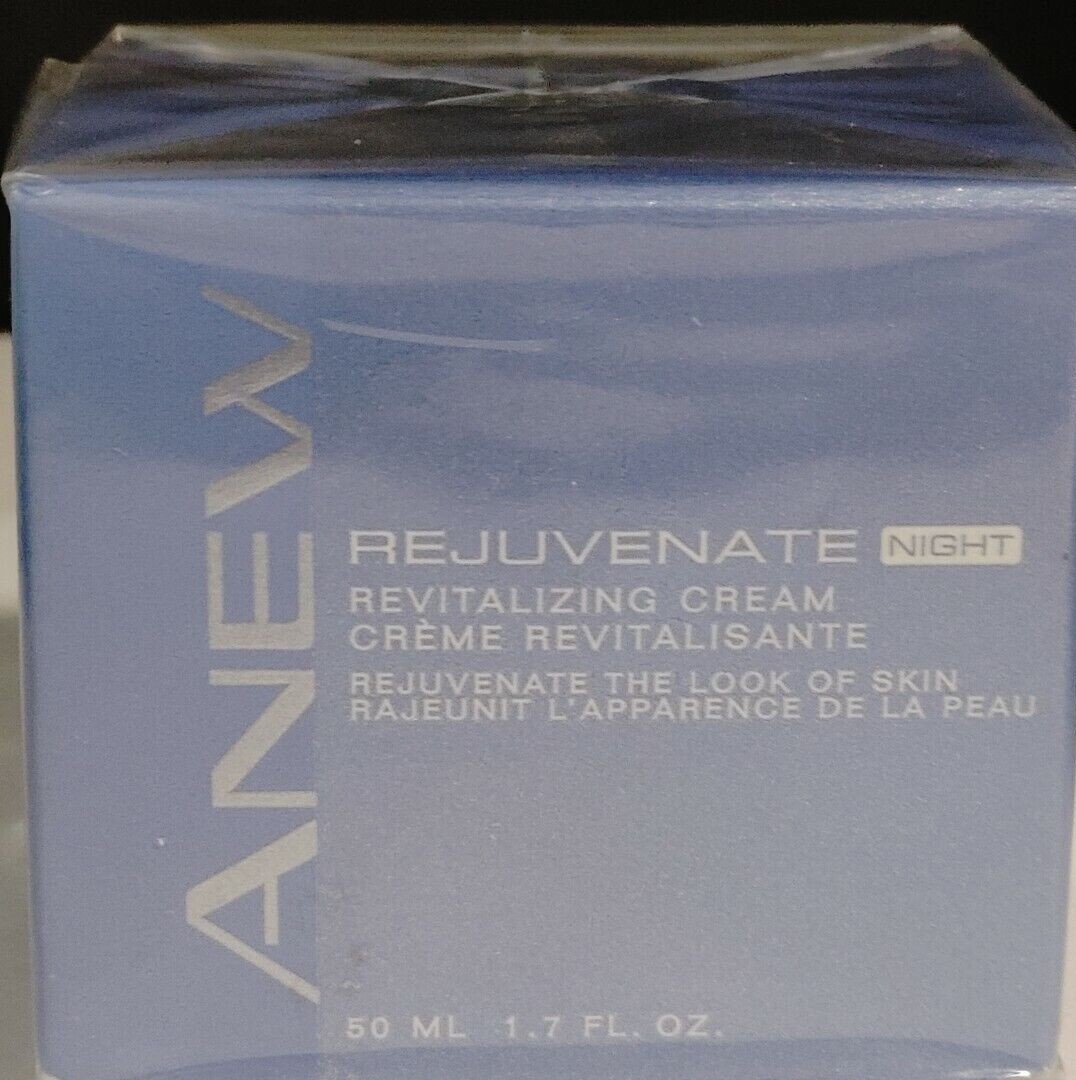 ANEW
REJUVENATE NIGHT
REVITALIZING CREAM
CRÈME REVITALISANTE
REJUVENATE THE LOOK OF SKIN
RAJEUNIT L'APPARENCE DE LA PEAU
50 ML 1.7 FL. OZ.